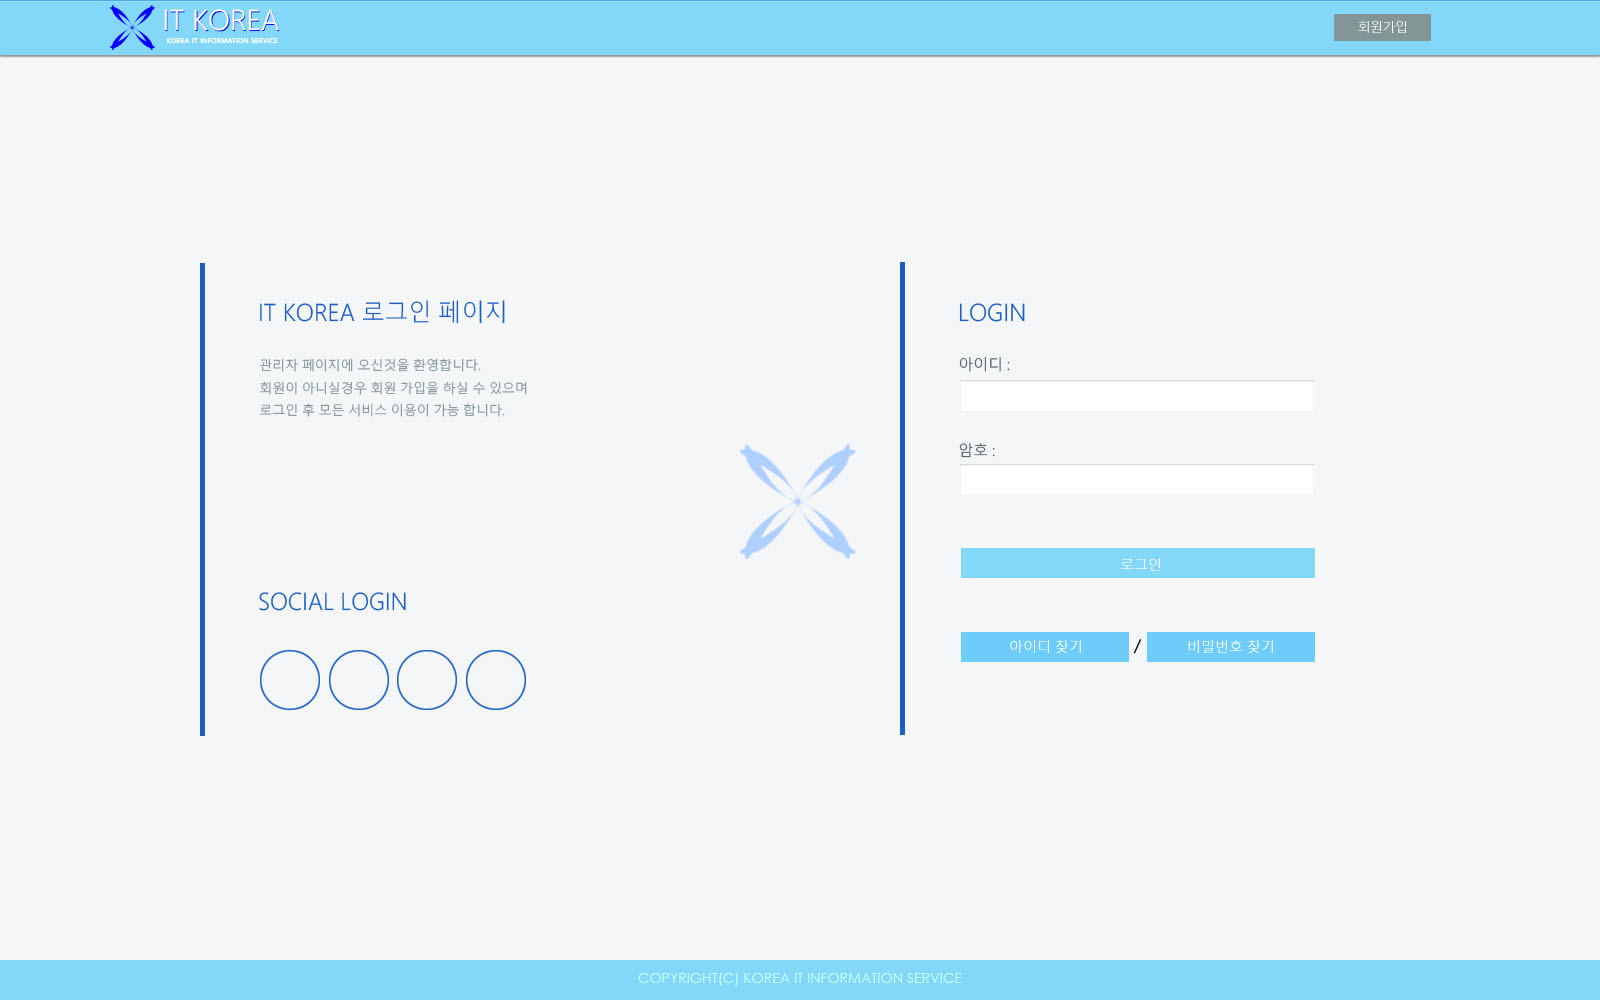 IT KOREA
KOREA IT INFORMATION SERVICE
회원가입
IT KOREA 로그인 페이지
관리자 페이지에 오신것을 환영합니다.
회원이 아니실경우 회원 가입을 하실 수 있으며
로그인 후 모든 서비스 이용이 가능 합니다.
SOCIAL LOGIN
LOGIN
아이디 :
암호 :
로그인
아이디 찾기 / 비밀번호 찾기
COPYRIGHT(C) KOREA IT INFORMATION SERVICE